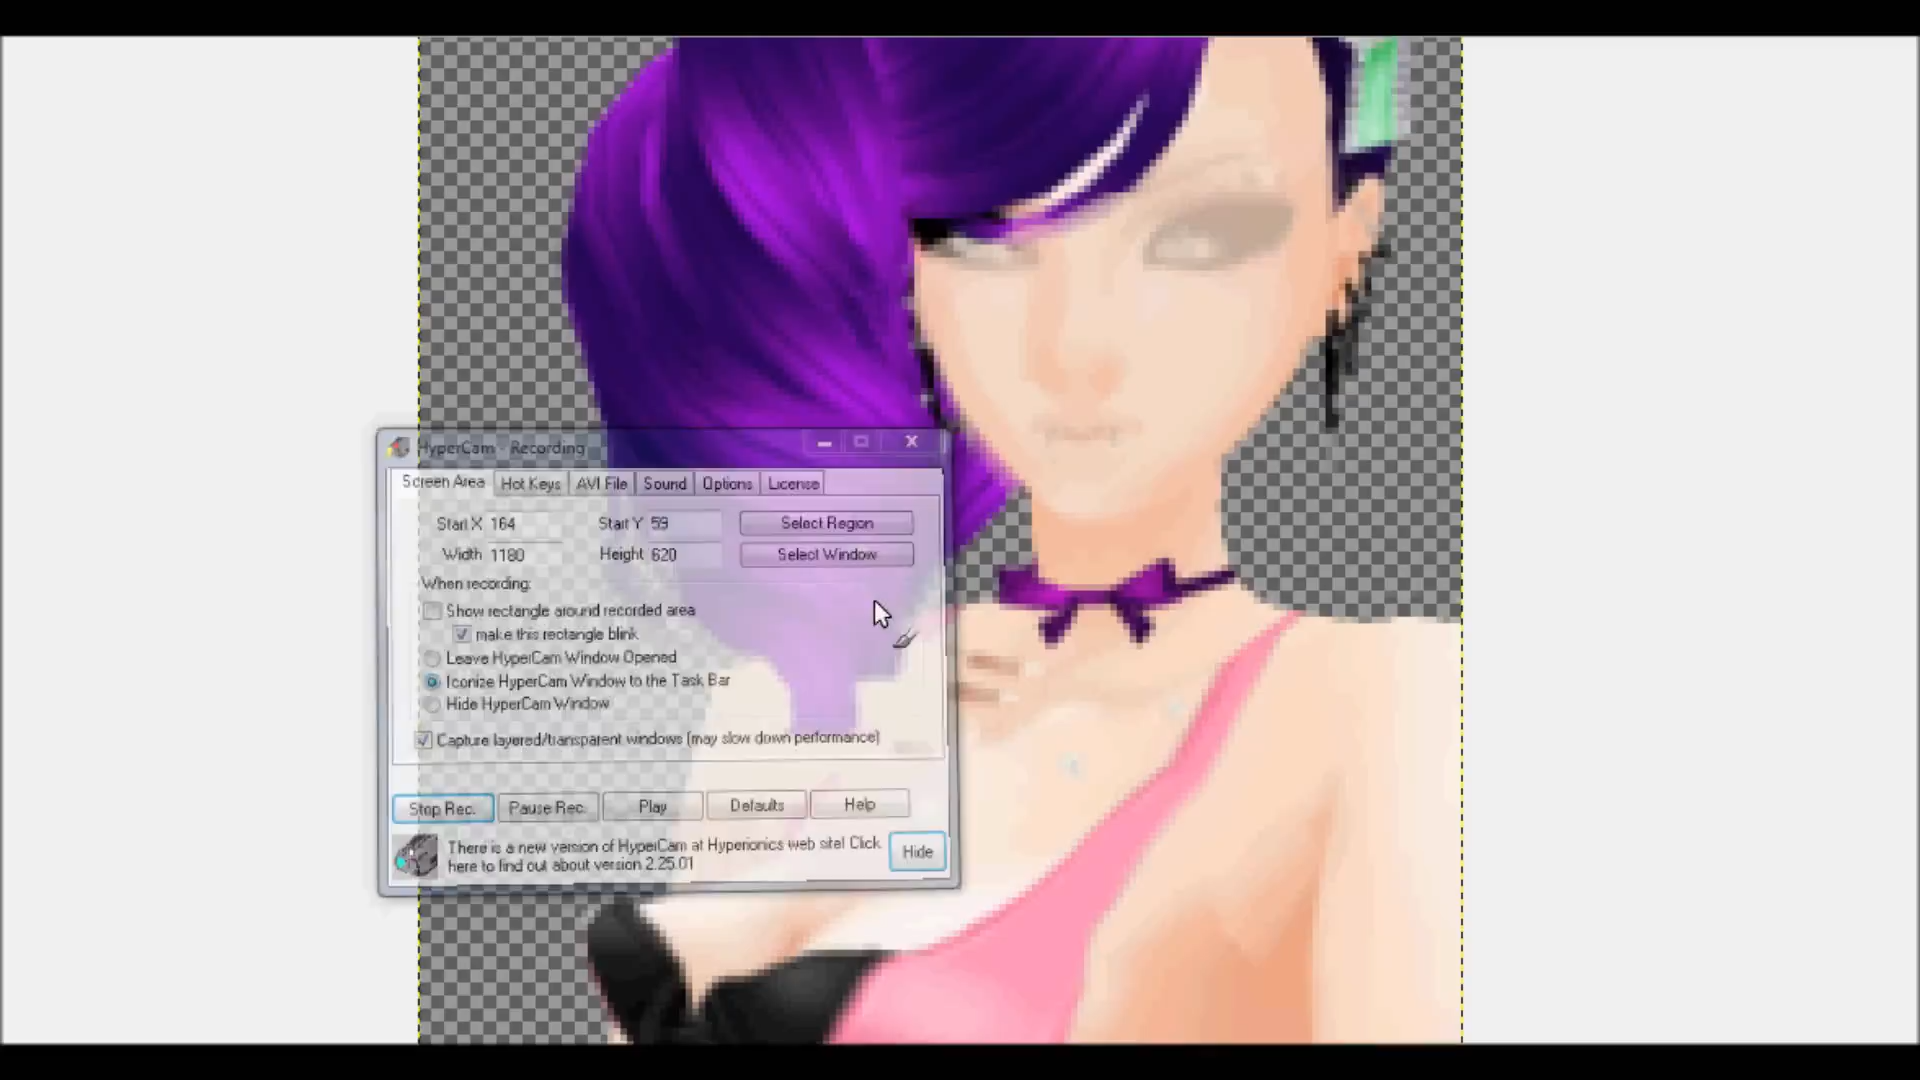 HyperCam - Recording
Screen Area Hot Keys AVI File Sound Options License
Start X 164 Start Y 59 Select Region
Width 1180 Height 620 Select Window
When recording:
Show rectangle around recorded area
make this rectangle blink
Leave HyperCam Window Opened
Iconize HyperCam Window to the Task Bar
Hide HyperCam Window
Capture layered/transparent windows (may slow down performance)
Stop Rec. Pause Rec. Play Defaults Help
There is a new version of HyperCam at Hyperionics web site! Click
here to find out about version 2.25.01
Hide